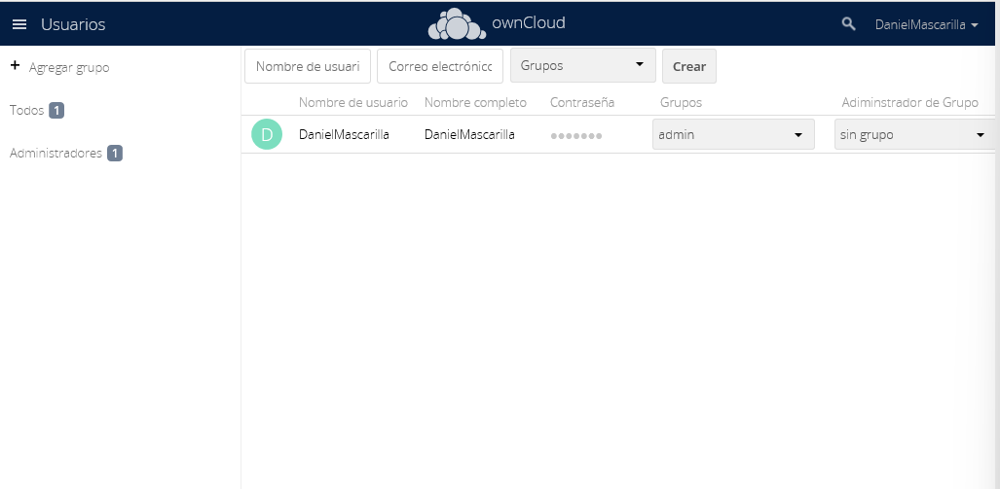 Usuarios
ownCloud
DanielMascarilla
+ Agregar grupo
Todos 1
Administradores 1
Nombre de usuari
Correo electrónicc
Grupos
Crear
Nombre de usuario Nombre completo Contraseña Grupos Adminstrador de Grupo
D DanielMascarilla DanielMascarilla ●●●●●●● admin sin grupo